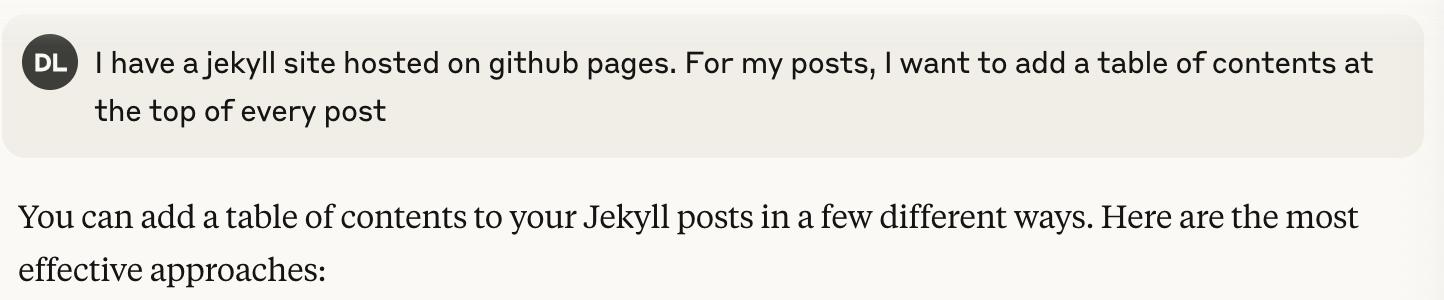 DL
I have a jekyll site hosted on github pages. For my posts, I want to add a table of contents at
the top of every post
You can add a table of contents to your Jekyll posts in a few different ways. Here are the most
effective approaches: